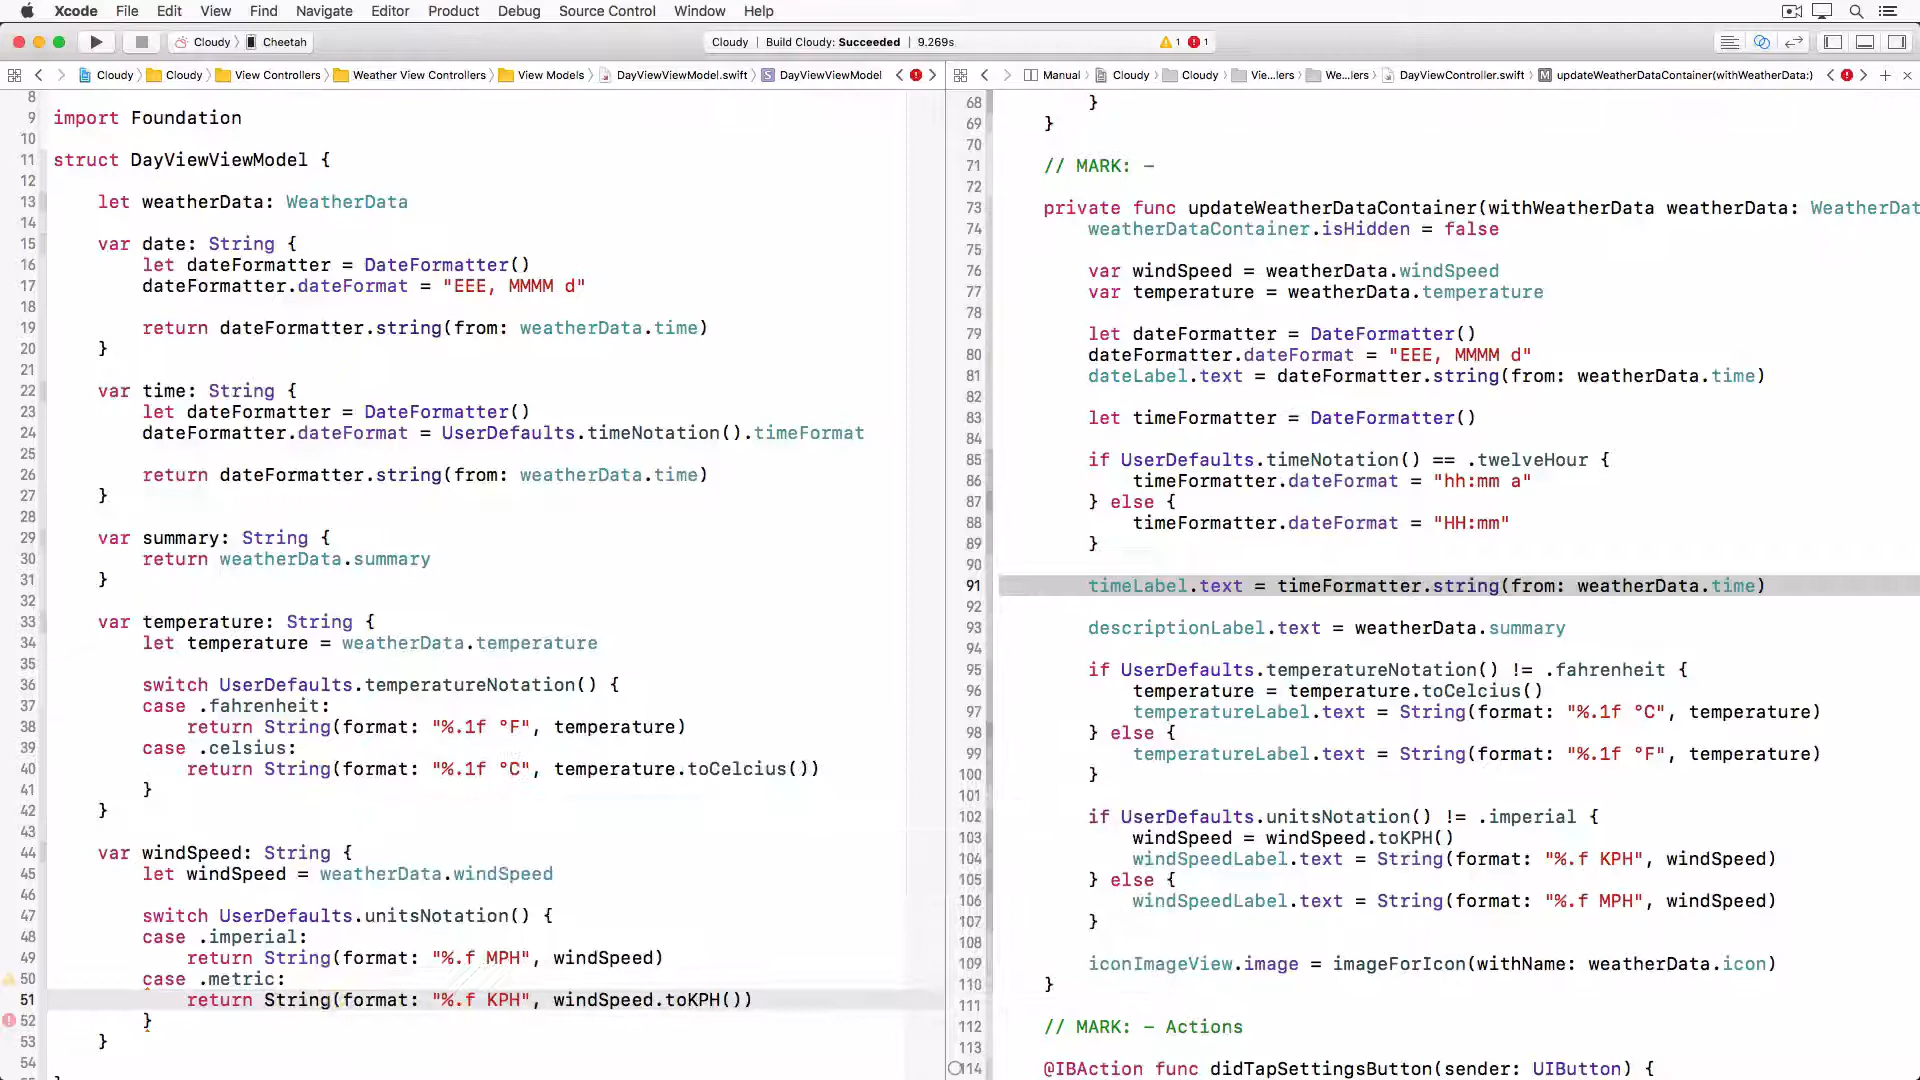 Xcode File Edit View Find Navigate Editor Product Debug Source Control Window Help
Cloudy Cheetah
Cloudy | Build Cloudy: Succeeded | 9.269s 1 1
Cloudy Cloudy View Controllers Weather View Controllers View Models DayViewViewModel.swift DayViewViewModel
Manual Cloudy Cloudy Vie...lers We...lers DayViewController.swift updateWeatherDataContainer(withWeatherData:)
8
9 import Foundation
10
11 struct DayViewViewModel {
12
13 let weatherData: WeatherData
14
15 var date: String {
16 let dateFormatter = DateFormatter()
17 dateFormatter.dateFormat = "EEE, MMMM d"
18
19 return dateFormatter.string(from: weatherData.time)
20 }
21
22 var time: String {
23 let dateFormatter = DateFormatter()
24 dateFormatter.dateFormat = UserDefaults.timeNotation().timeFormat
25
26 return dateFormatter.string(from: weatherData.time)
27 }
28
29 var summary: String {
30 return weatherData.summary
31 }
32
33 var temperature: String {
34 let temperature = weatherData.temperature
35
36 switch UserDefaults.temperatureNotation() {
37 case .fahrenheit:
38 return String(format: "%.1f °F", temperature)
39 case .celsius:
40 return String(format: "%.1f °C", temperature.toCelcius())
41 }
42 }
43
44 var windSpeed: String {
45 let windSpeed = weatherData.windSpeed
46
47 switch UserDefaults.unitsNotation() {
48 case .imperial:
49 return String(format: "%.f MPH", windSpeed)
50 case .metric:
51 return String(format: "%.f KPH", windSpeed.toKPH())
52 }
53 }
54
68 }
69 }
70
71 // MARK: -
72
73 private func updateWeatherDataContainer(withWeatherData weatherData: WeatherDat
74 weatherDataContainer.isHidden = false
75
76 var windSpeed = weatherData.windSpeed
77 var temperature = weatherData.temperature
78
79 let dateFormatter = DateFormatter()
80 dateFormatter.dateFormat = "EEE, MMMM d"
81 dateLabel.text = dateFormatter.string(from: weatherData.time)
82
83 let timeFormatter = DateFormatter()
84
85 if UserDefaults.timeNotation() == .twelveHour {
86 timeFormatter.dateFormat = "hh:mm a"
87 } else {
88 timeFormatter.dateFormat = "HH:mm"
89 }
90
91 timeLabel.text = timeFormatter.string(from: weatherData.time)
92
93 descriptionLabel.text = weatherData.summary
94
95 if UserDefaults.temperatureNotation() != .fahrenheit {
96 temperature = temperature.toCelcius()
97 temperatureLabel.text = String(format: "%.1f °C", temperature)
98 } else {
99 temperatureLabel.text = String(format: "%.1f °F", temperature)
100 }
101
102 if UserDefaults.unitsNotation() != .imperial {
103 windSpeed = windSpeed.toKPH()
104 windSpeedLabel.text = String(format: "%.f KPH", windSpeed)
105 } else {
106 windSpeedLabel.text = String(format: "%.f MPH", windSpeed)
107 }
108
109 iconImageView.image = imageForIcon(withName: weatherData.icon)
110 }
111
112 // MARK: - Actions
113
114 @IBAction func didTapSettingsButton(sender: UIButton) {